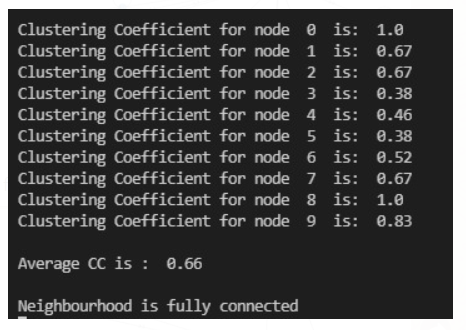 Clustering Coefficient for node 0 is: 1.0
Clustering Coefficient for node 1 is: 0.67
Clustering Coefficient for node 2 is: 0.67
Clustering Coefficient for node 3 is: 0.38
Clustering Coefficient for node 4 is: 0.46
Clustering Coefficient for node 5 is: 0.38
Clustering Coefficient for node 6 is: 0.52
Clustering Coefficient for node 7 is: 0.67
Clustering Coefficient for node 8 is: 1.0
Clustering Coefficient for node 9 is: 0.83
Average CC is : 0.66
Neighbourhood is fully connected